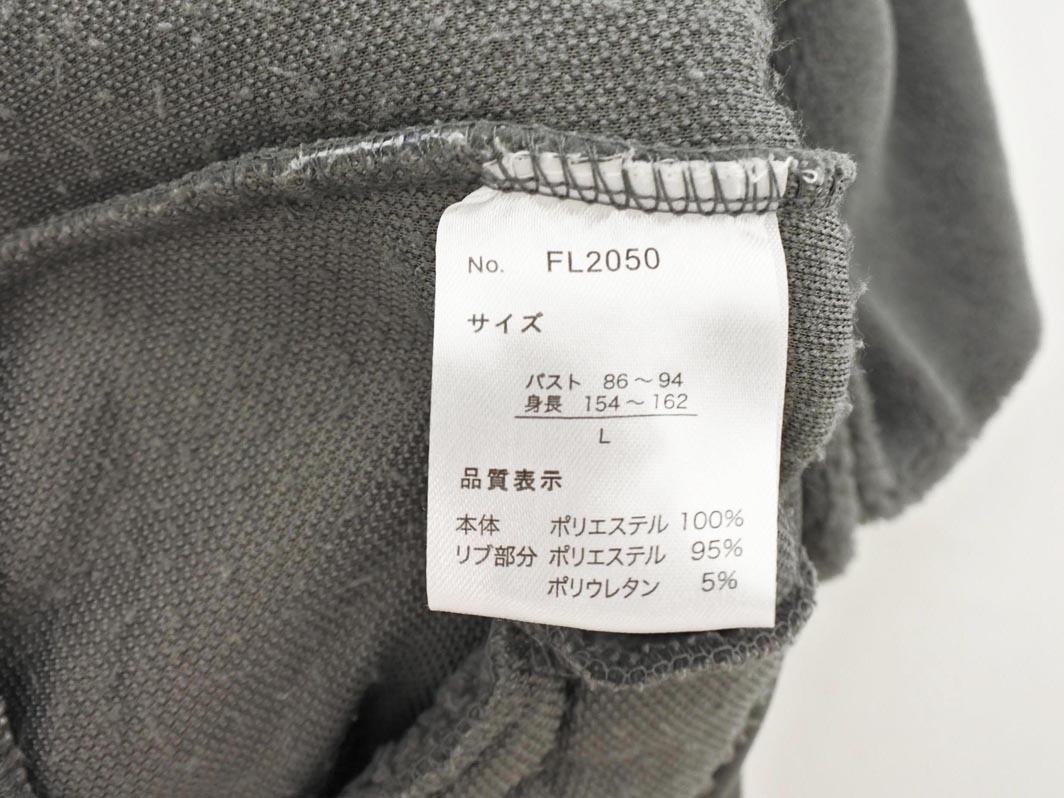 No. FL2050
サイズ
バスト 86～94
身長 154～162
L
品質表示
本体 ポリエステル 100%
リブ部分 ポリエステル 95%
ポリウレタン 5%